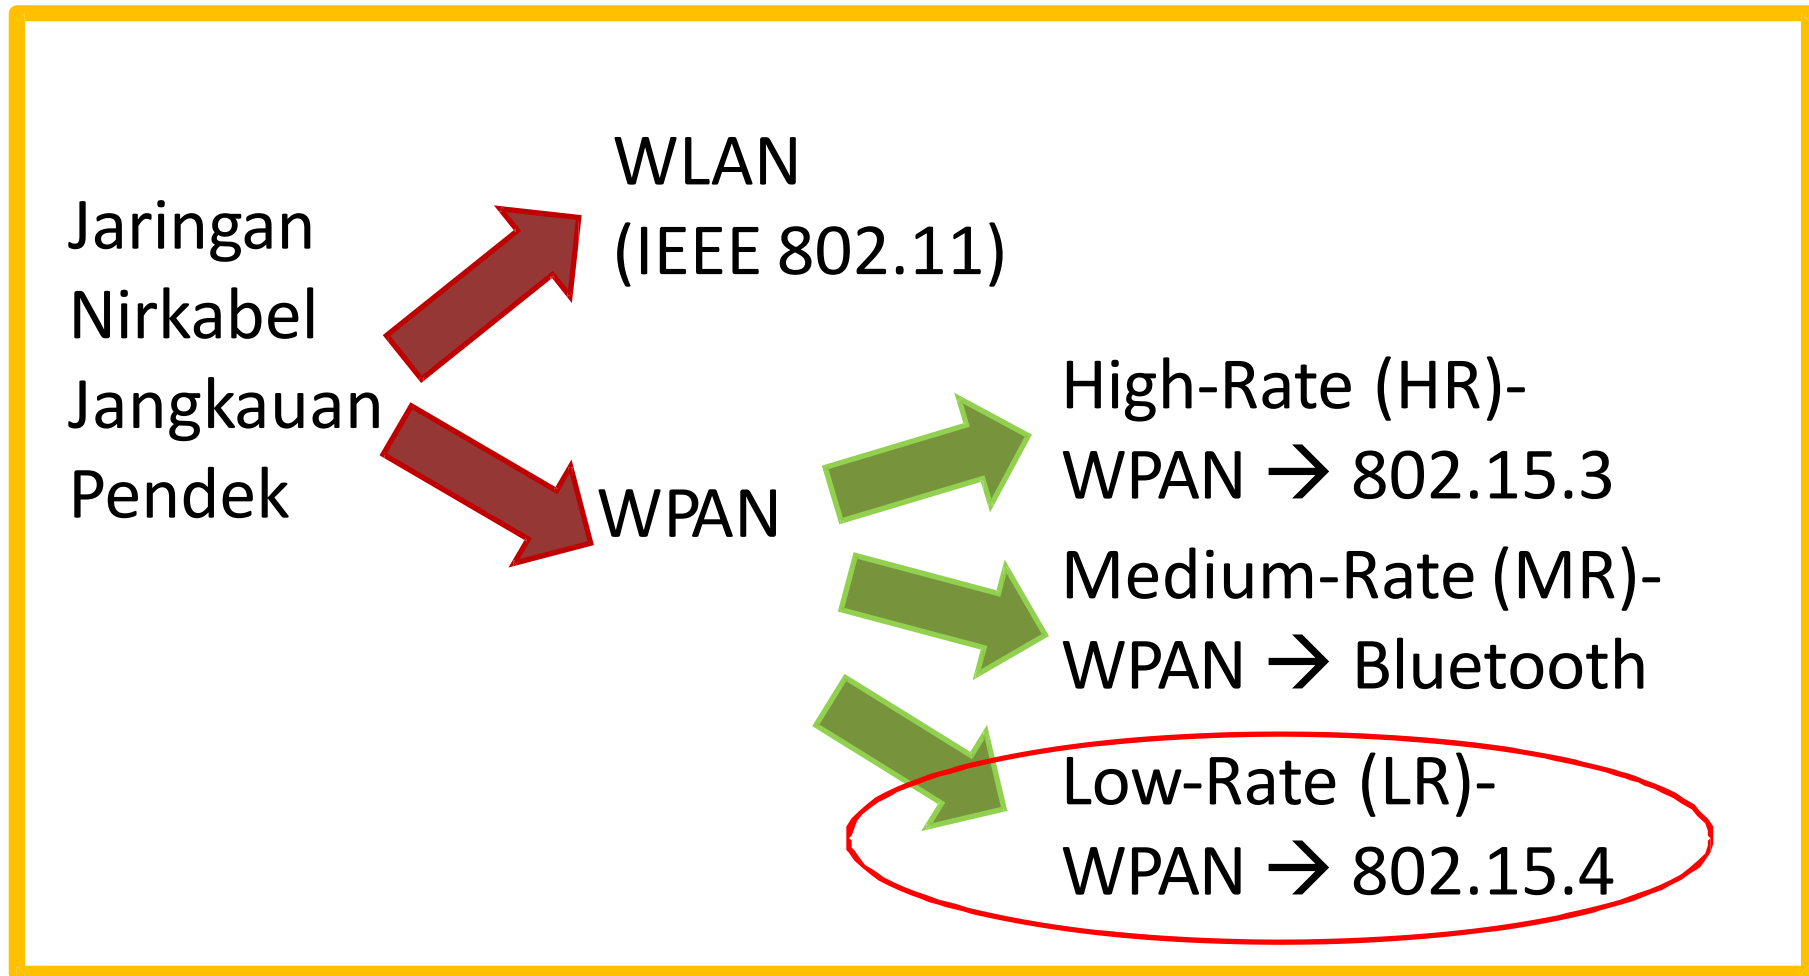 Jaringan
Nirkabel
Jangkauan
Pendek
WLAN
(IEEE 802.11)
WPAN
High-Rate (HR)-
WPAN → 802.15.3
Medium-Rate (MR)-
WPAN → Bluetooth
Low-Rate (LR)-
WPAN → 802.15.4